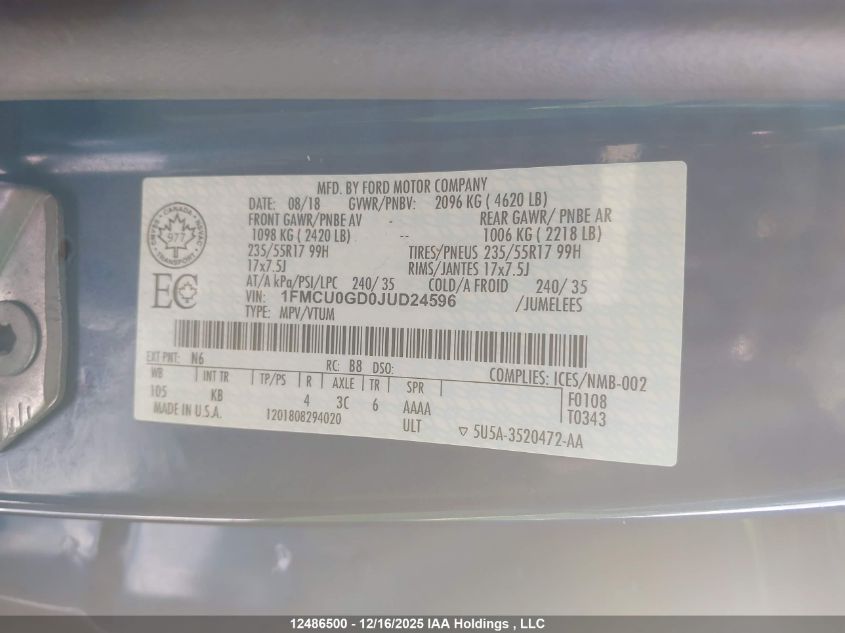 MFD. BY FORD MOTOR COMPANY
DATE: 08/18 GVWR/PNBV: 2096 KG ( 4620 LB)
FRONT GAWR/PNBE AV - REAR GAWR/ PNBE AR
1098 KG ( 2420 LB) -- 1006 KG ( 2218 LB)
235/55R17 99H TIRES/PNEUS 235/55R17 99H
17x7.5J RIMS/JANTES 17x7.5J
AT/A kPa/PSI/LPC 240/ 35 COLD/A FROID 240/ 35
VIN: 1FMCU0GD0JUD24596 /JUMELEES
TYPE: MPV/VTUM
CANADA
977
TRANSPORT
EC
EXT PNT: N6 RC: B8 DSO: COMPLIES: ICES/NMB-002
WB INT TR TP/PS R AXLE TR SPR F0108
105 KB 4 3C 6 AAAA T0343
MADE IN U.S.A. 1201808294020 ULT ▽ 5U5A-3520472-AA
12486500 - 12/16/2025 IAA Holdings , LLC